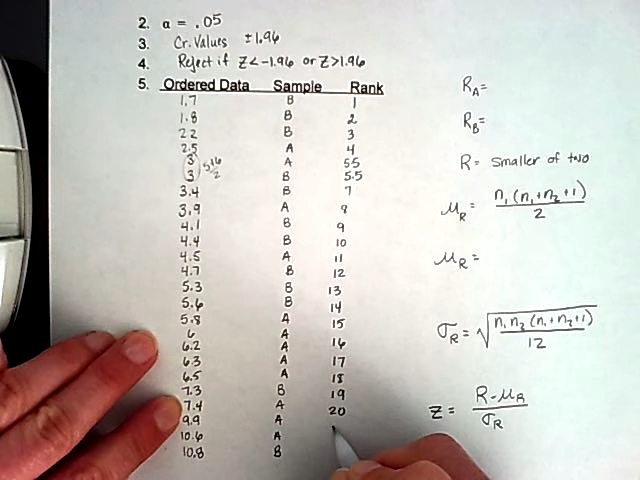 2. α = .05
3. Cr. Values ±1.96
4. Reject if Z<-1.96 or Z>1.96
5. Ordered Data Sample Rank
1.7 B 1
1.8 B 2
2.2 B 3
2.5 A 4
3 A 5.5
3 B 5.5
3.4 B 7
3.9 A 8
4.1 B 9
4.4 B 10
4.5 A 11
4.7 B 12
5.3 B 13
5.6 B 14
5.8 A 15
6 A 16
6.2 A 17
6.3 A 18
6.5 A 19
7.3 B 20
7.4 A
9.9 A
10.6 A
10.8 B
R_A=
R_B=
R= smaller of two
μ_R = n₁(n₁+n₂+1)
2
μ_R =
σ_R = √ n₁n₂(n₁+n₂+1)
12
Z = R-μ_R
σ_R